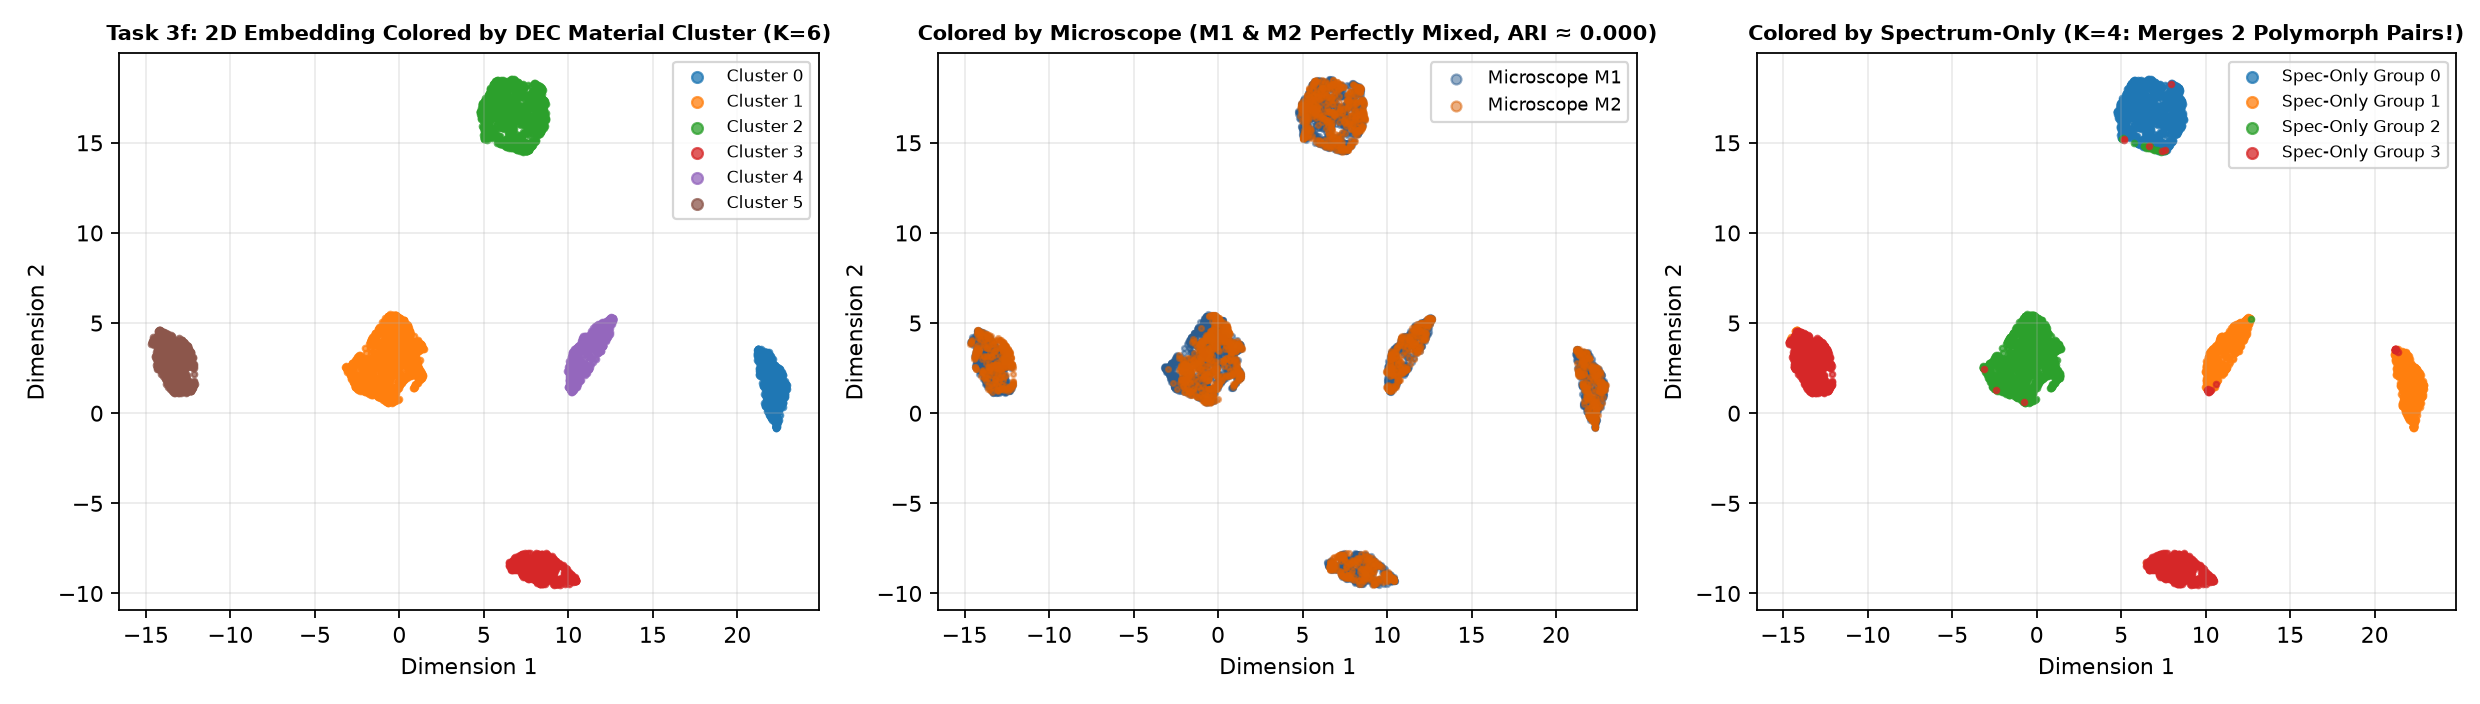 Task 3f: 2D Embedding Colored by DEC Material Cluster (K=6)
Cluster 0
Cluster 1
Cluster 2
Cluster 3
Cluster 4
Cluster 5
15
10
5
0
−5
−10
Dimension 2
−15
−10
−5
0
5
10
15
20
Dimension 1
Colored by Microscope (M1 & M2 Perfectly Mixed, ARI ≈ 0.000)
Microscope M1
Microscope M2
15
10
5
0
−5
−10
Dimension 2
−15
−10
−5
0
5
10
15
20
Dimension 1
Colored by Spectrum-Only (K=4: Merges 2 Polymorph Pairs!)
Spec-Only Group 0
Spec-Only Group 1
Spec-Only Group 2
Spec-Only Group 3
15
10
5
0
−5
−10
Dimension 2
−15
−10
−5
0
5
10
15
20
Dimension 1